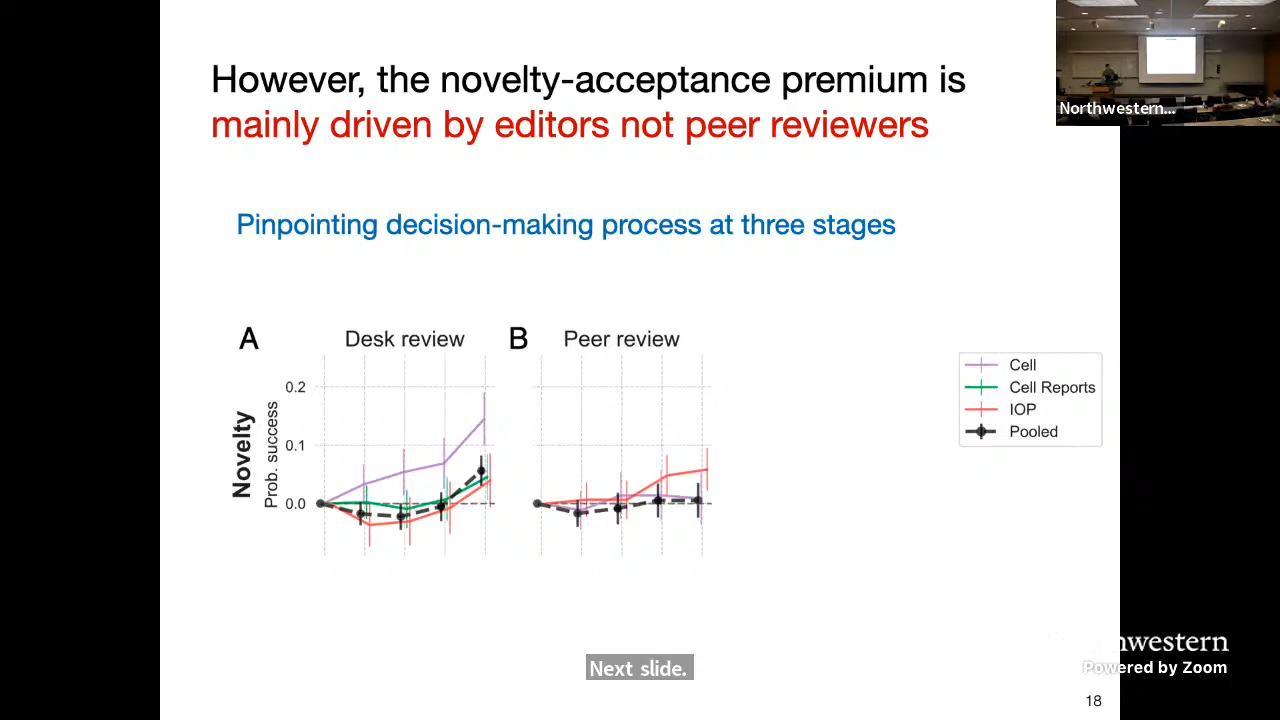 However, the novelty-acceptance premium is
mainly driven by editors not peer reviewers
Northwestern...
Pinpointing decision-making process at three stages
A
Desk review
B
Peer review
Novelty
Prob. success
0.2
0.1
0.0
Cell
Cell Reports
IOP
Pooled
Next slide.
hwestern
Powered by Zoom
18